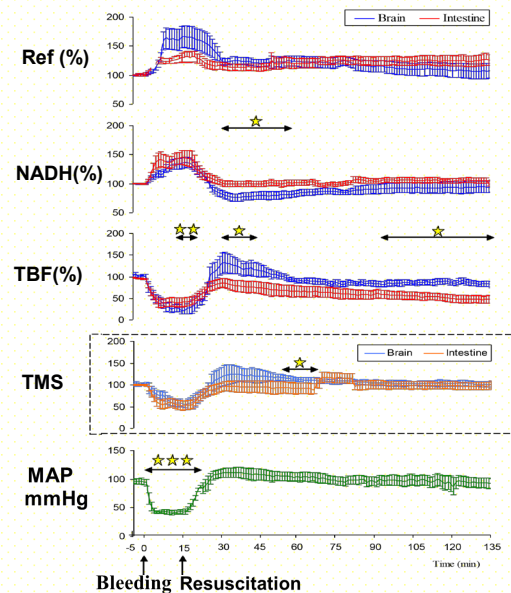 Brain Intestine
200
150
100
50
Ref (%)
200
150
100
50
NADH(%)
200
150
100
50
0
TBF(%)
Brain Intestine
200
150
100
50
0
TMS
150
100
50
0
MAP
mmHg
-5 0 15 30 45 60 75 90 105 120 135
Time (min)
Bleeding Resuscitation